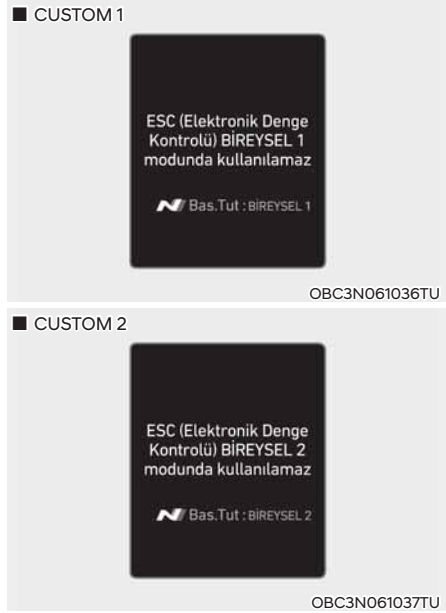 ■ CUSTOM 1
ESC (Elektronik Denge
Kontrolü) BİREYSEL 1
modunda kullanılamaz
N Bas.Tut : BİREYSEL 1
OBC3N061036TU
■ CUSTOM 2
ESC (Elektronik Denge
Kontrolü) BİREYSEL 2
modunda kullanılamaz
N Bas.Tut : BİREYSEL 2
OBC3N061037TU